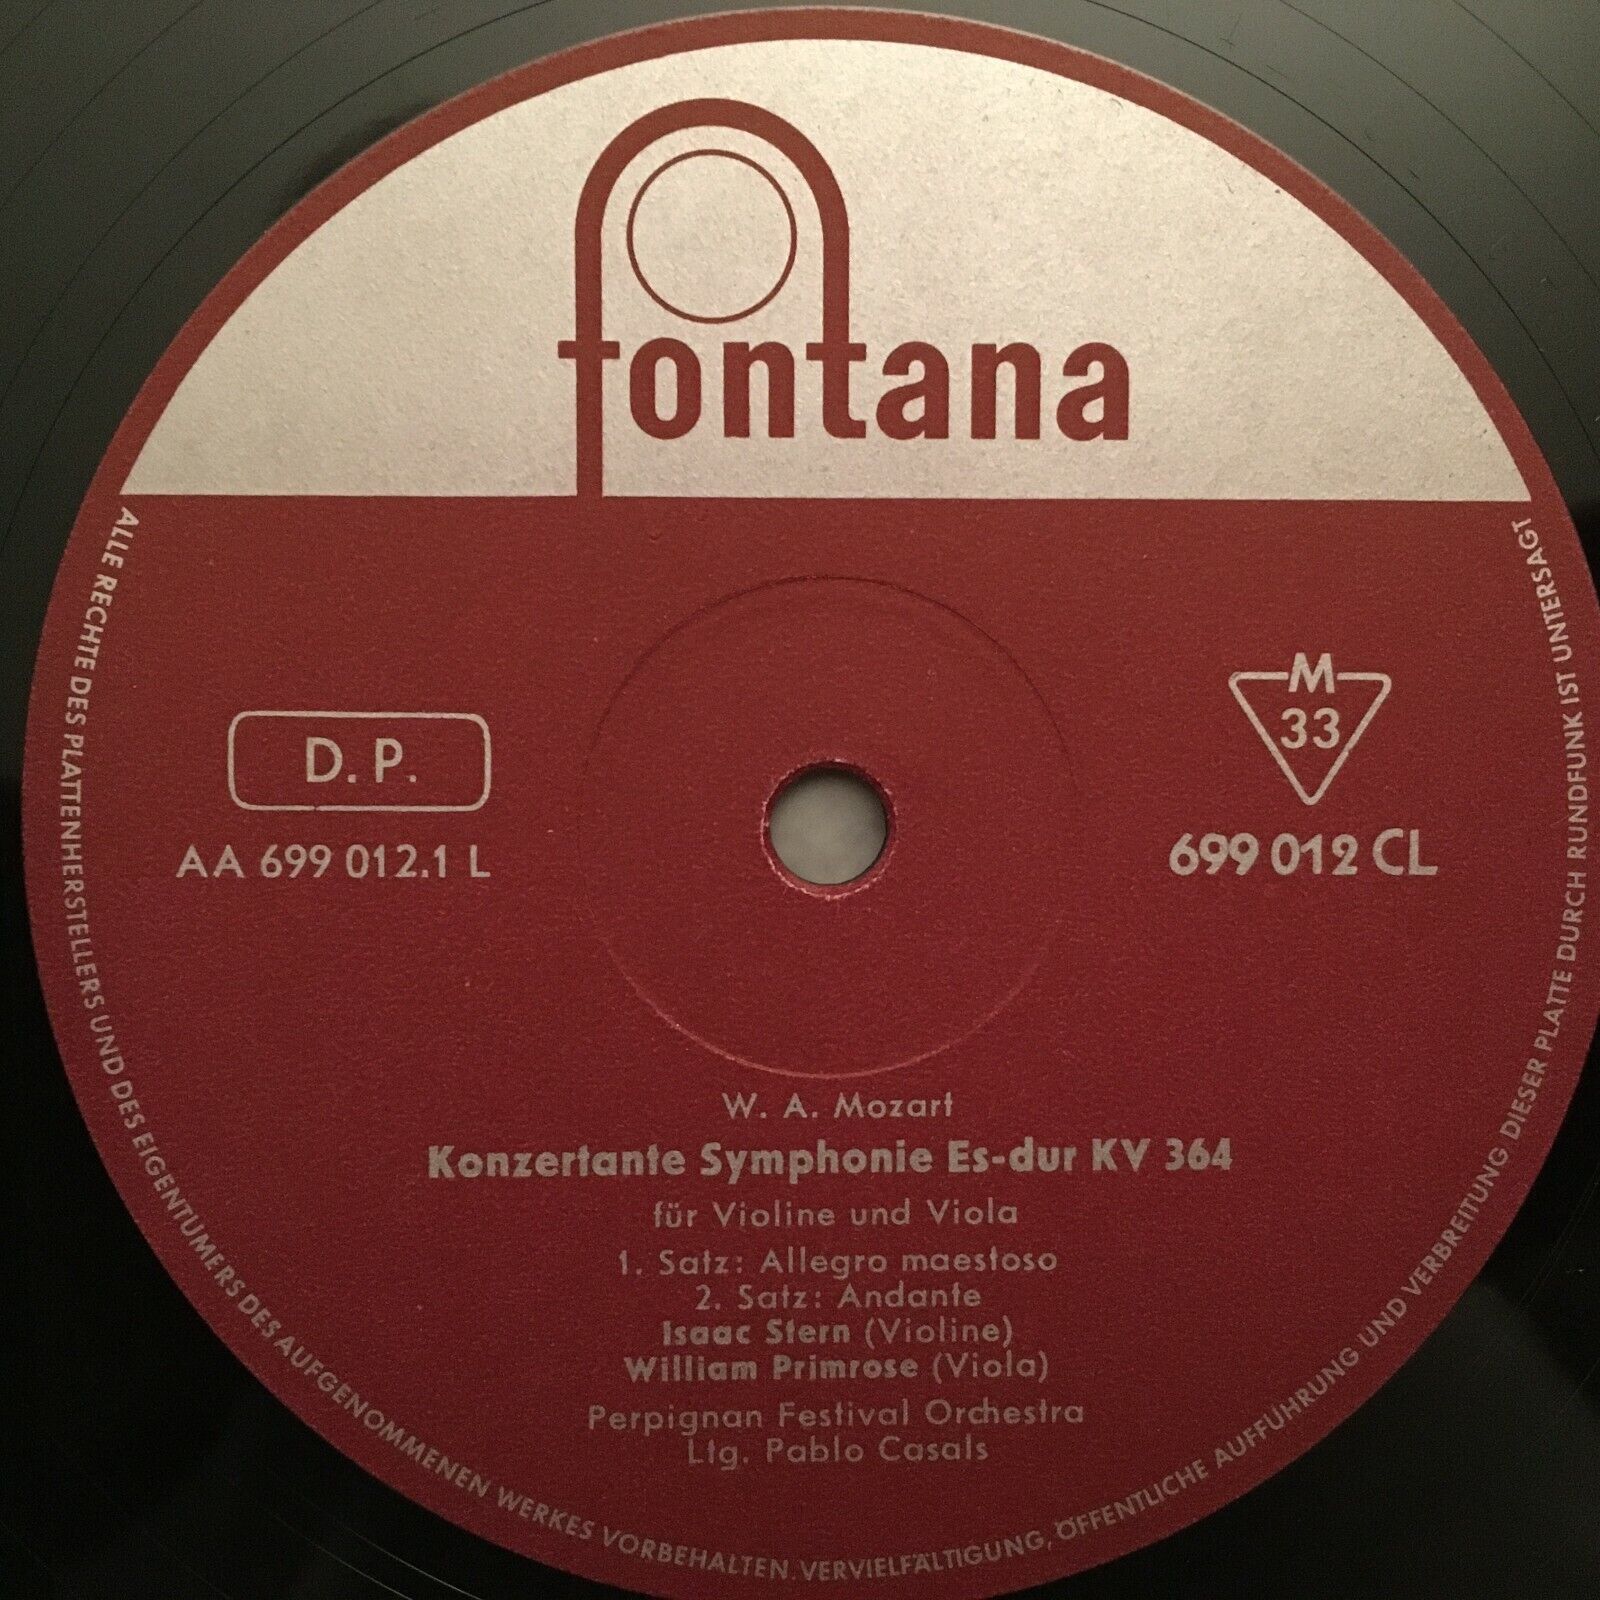 fontana
D. P.
AA 699 012.1 L
M
33
699 012 CL
W. A. Mozart
Konzertante Symphonie Es-dur KV 364
für Violine und Viola
1. Satz: Allegro maestoso
2. Satz: Andante
Isaac Stern (Violine)
William Primrose (Viola)
Perpignan Festival Orchestra
Ltg. Pablo Casals
ALLE RECHTE DES PLATTENHERSTELLERS UND DES EIGENTUMERS DES AUFGENOMMENEN WERKES VORBEHALTEN. VERVIELFÄLTIGUNG, ÖFFENTLICHE AUFFÜHRUNG UND VERBREITUNG DIESER PLATTE DURCH RUNDFUNK IST UNTERSAGT